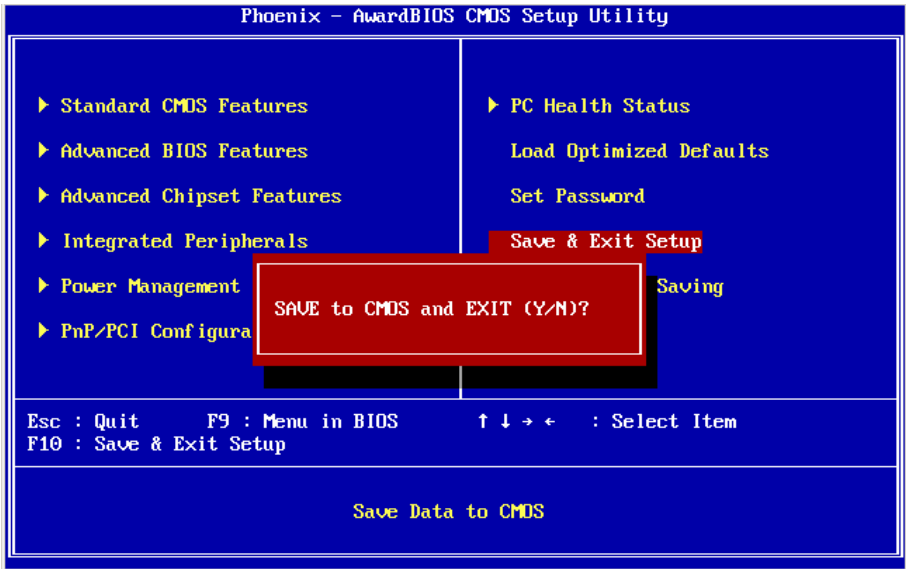 Phoenix - AwardBIOS CMOS Setup Utility
Standard CMOS Features
Advanced BIOS Features
Advanced Chipset Features
Integrated Peripherals
Power Management
PnP/PCI Configura
PC Health Status
Load Optimized Defaults
Set Password
Save & Exit Setup
Saving
SAVE to CMOS and EXIT (Y/N)?
Esc : Quit F9 : Menu in BIOS ↑ ↓ → ← : Select Item
F10 : Save & Exit Setup
Save Data to CMOS